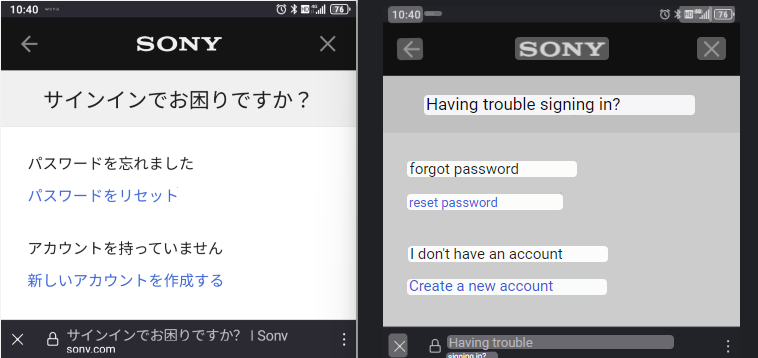 10:40
4G
76
SONY
サインインでお困りですか？
パスワードを忘れました
パスワードをリセット
アカウントを持っていません
新しいアカウントを作成する
サインインでお困りですか? | Sony
sony.com
10:40
4G
76
SONY
Having trouble signing in?
forgot password
reset password
I don't have an account
Create a new account
Having trouble
signing in?